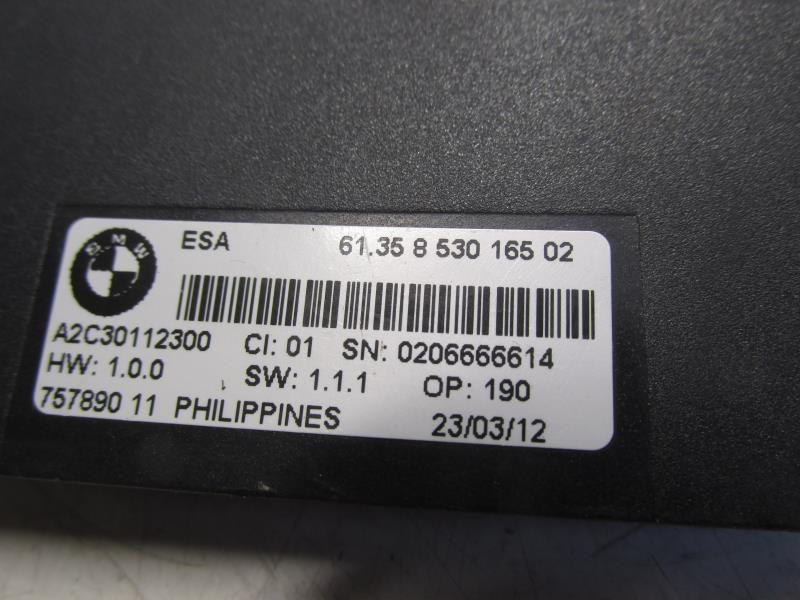 BMW
ESA 61.35 8 530 165 02
A2C30112300 CI: 01 SN: 0206666614
HW: 1.0.0 SW: 1.1.1 OP: 190
757890 11 PHILIPPINES 23/03/12